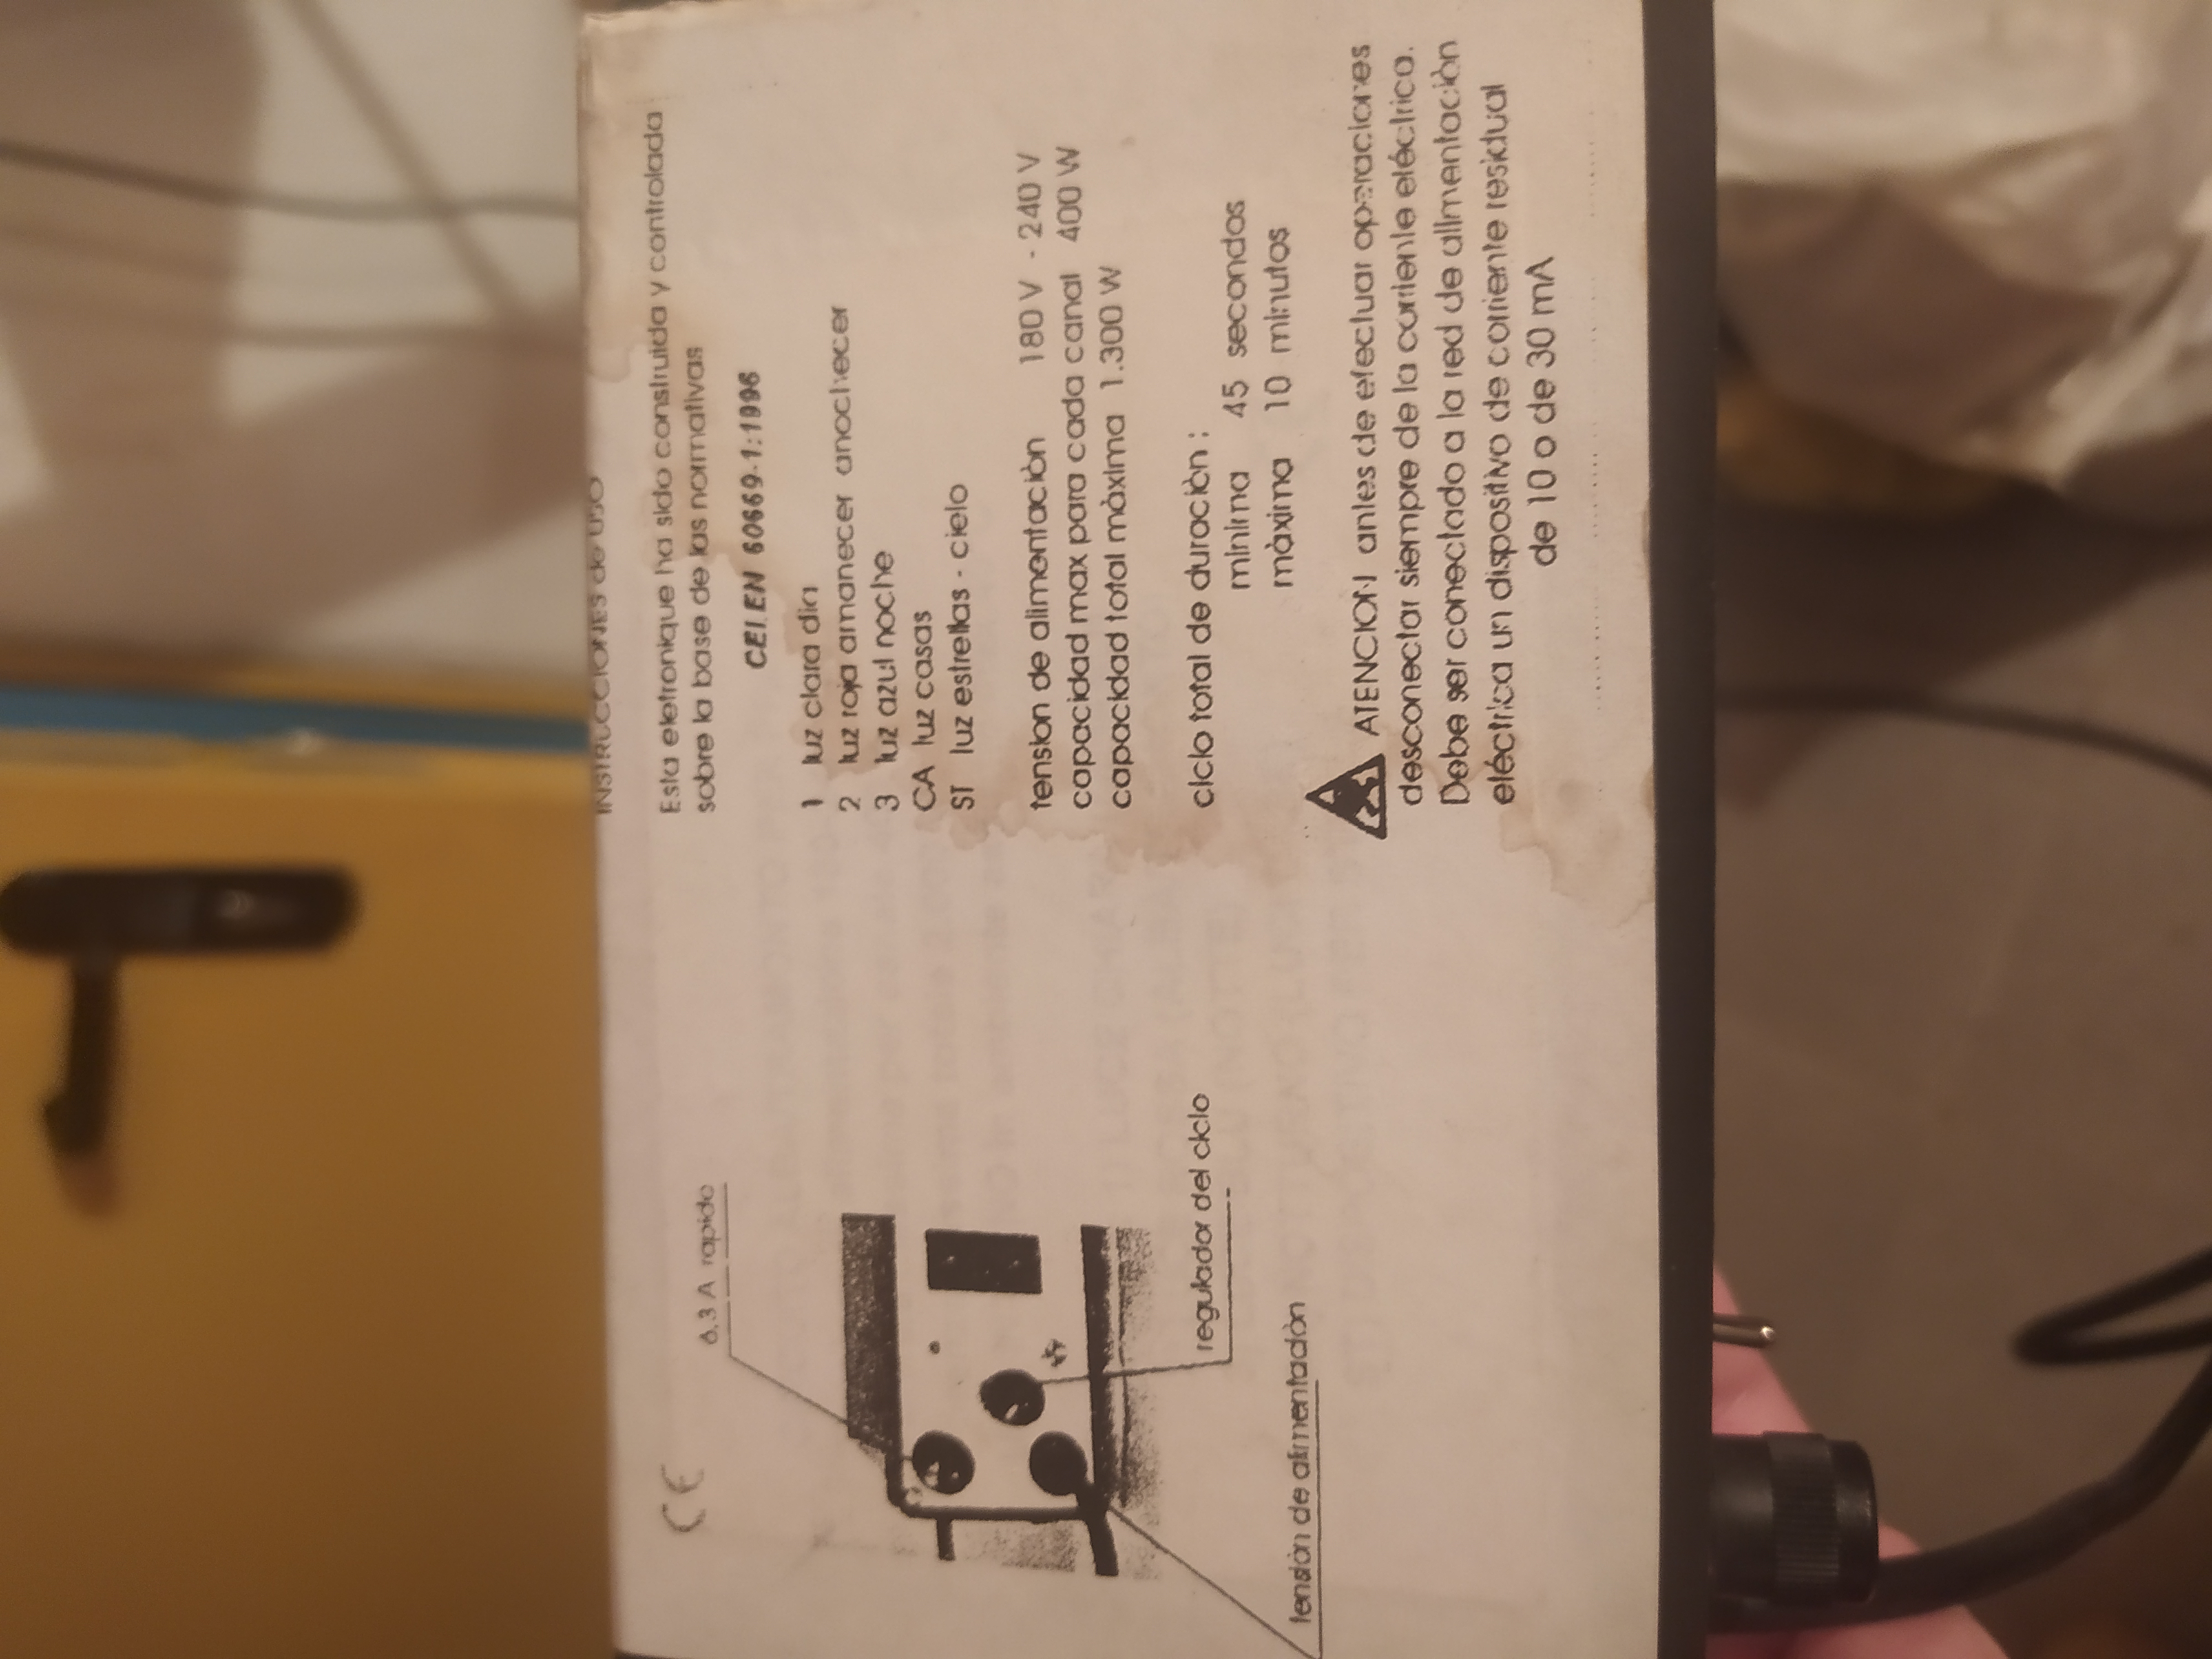 INSTRUCCIONES de USO
Esta eletronique ha sido construida y controlada
sobre la base de las normativas
CEI EN 60669-1:1996
1 luz clara dia
2 luz roja amanecer anochecer
3 luz azul noche
CA luz casas
ST luz estrellas - cielo
tension de alimentaciòn 180 V - 240 V
capacidad max para cada canal 400 W
capacidad total màxima 1.300 W
ciclo total de duraciòn :
minima 45 secondos
màxima 10 minutos
ATENCION antes de efectuar operaciones
desconectar siempre de la corriente eléctrica.
Debe ser conectado a la red de alimentaciòn
eléctrica un dispositivo de corriente residual
de 10 o de 30 mA
CE
6,3 A rapido
regulador del ciclo
tensiòn de alimentaciòn